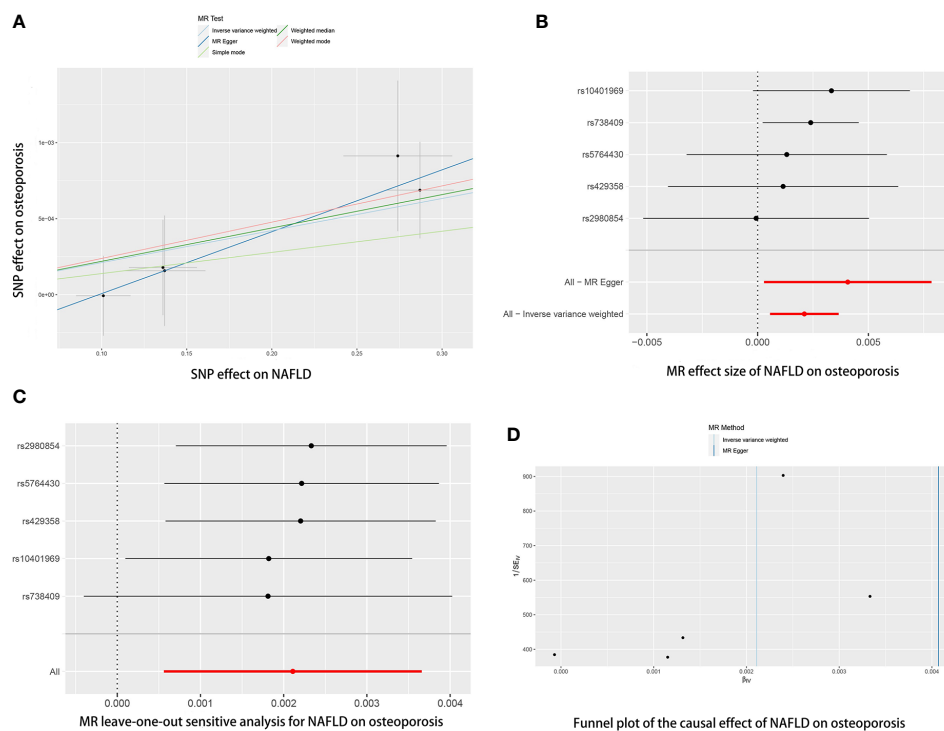 A
MR Test
Inverse variance weighted
Weighted median
MR Egger
Weighted mode
Simple mode
SNP effect on osteoporosis
1e−03
5e−04
0e+00
0.10
0.15
0.20
0.25
0.30
SNP effect on NAFLD
B
rs10401969
rs738409
rs5764430
rs429358
rs2980854
All − MR Egger
All − Inverse variance weighted
−0.005
0.000
0.005
MR effect size of NAFLD on osteoporosis
C
rs2980854
rs5764430
rs429358
rs10401969
rs738409
All
0.000
0.001
0.002
0.003
0.004
MR leave-one-out sensitive analysis for NAFLD on osteoporosis
D
MR Method
Inverse variance weighted
MR Egger
1/SE_IV
900
800
700
600
500
400
0.000
0.001
0.002
0.003
0.004
β_IV
Funnel plot of the causal effect of NAFLD on osteoporosis